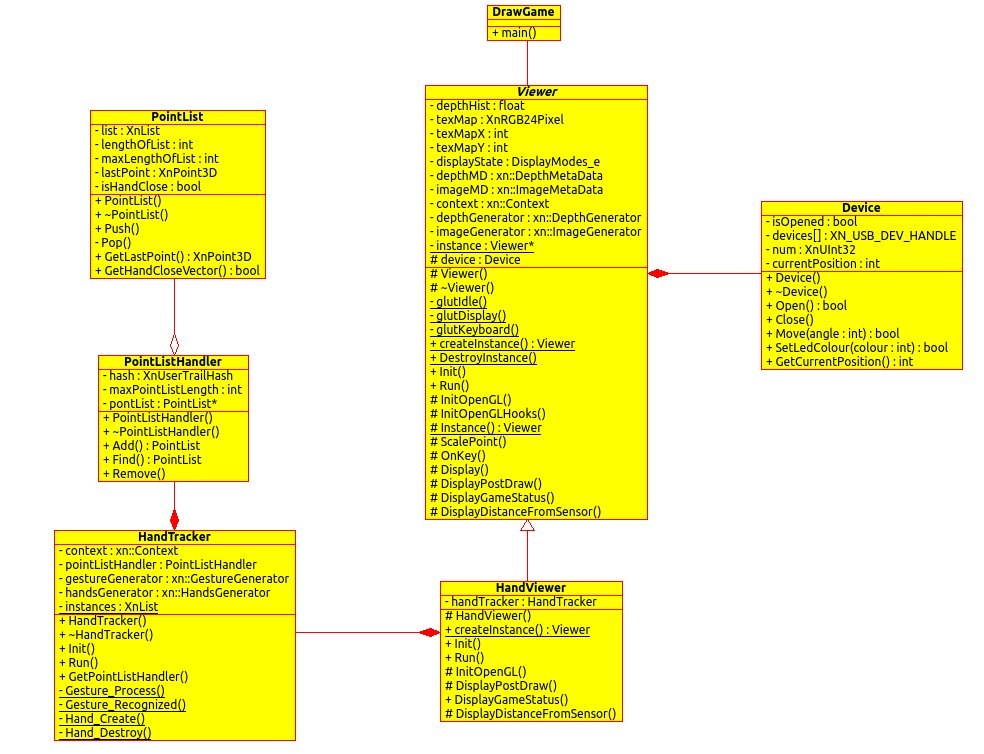 DrawGame
+ main()
Viewer
- depthHist : float
- texMap : XnRGB24Pixel
- texMapX : int
- texMapY : int
- displayState : DisplayModes_e
- depthMD : xn::DepthMetaData
- imageMD : xn::ImageMetaData
- context : xn::Context
- depthGenerator : xn::DepthGenerator
- imageGenerator : xn::ImageGenerator
- instance : Viewer*
# device : Device
# Viewer()
# ~Viewer()
- glutIdle()
- glutDisplay()
- glutKeyboard()
+ createInstance() : Viewer
+ DestroyInstance()
+ Init()
+ Run()
# InitOpenGL()
# InitOpenGLHooks()
# Instance() : Viewer
# ScalePoint()
# OnKey()
# Display()
# DisplayPostDraw()
# DisplayGameStatus()
# DisplayDistanceFromSensor()
PointList
- list : XnList
- lengthOfList : int
- maxLengthOfList : int
- lastPoint : XnPoint3D
- isHandClose : bool
+ PointList()
+ ~PointList()
+ Push()
- Pop()
+ GetLastPoint() : XnPoint3D
+ GetHandCloseVector() : bool
Device
- isOpened : bool
- devices[] : XN_USB_DEV_HANDLE
- num : XnUInt32
- currentPosition : int
+ Device()
+ ~Device()
+ Open() : bool
+ Close()
+ Move(angle : int) : bool
+ SetLedColour(colour : int) : bool
+ GetCurrentPosition() : int
PointListHandler
- hash : XnUserTrailHash
- maxPointListLength : int
- pontList : PointList*
+ PointListHandler()
+ ~PointListHandler()
+ Add() : PointList
+ Find() : PointList
+ Remove()
HandTracker
- context : xn::Context
- pointListHandler : PointListHandler
- gestureGenerator : xn::GestureGenerator
- handsGenerator : xn::HandsGenerator
- instances : XnList
+ HandTracker()
+ ~HandTracker()
+ Init()
+ Run()
+ GetPointListHandler()
- Gesture_Process()
- Gesture_Recognized()
- Hand_Create()
- Hand_Destroy()
HandViewer
- handTracker : HandTracker
# HandViewer()
+ createInstance() : Viewer
+ Init()
+ Run()
# InitOpenGL()
# DisplayPostDraw()
+ DisplayGameStatus()
# DisplayDistanceFromSensor()